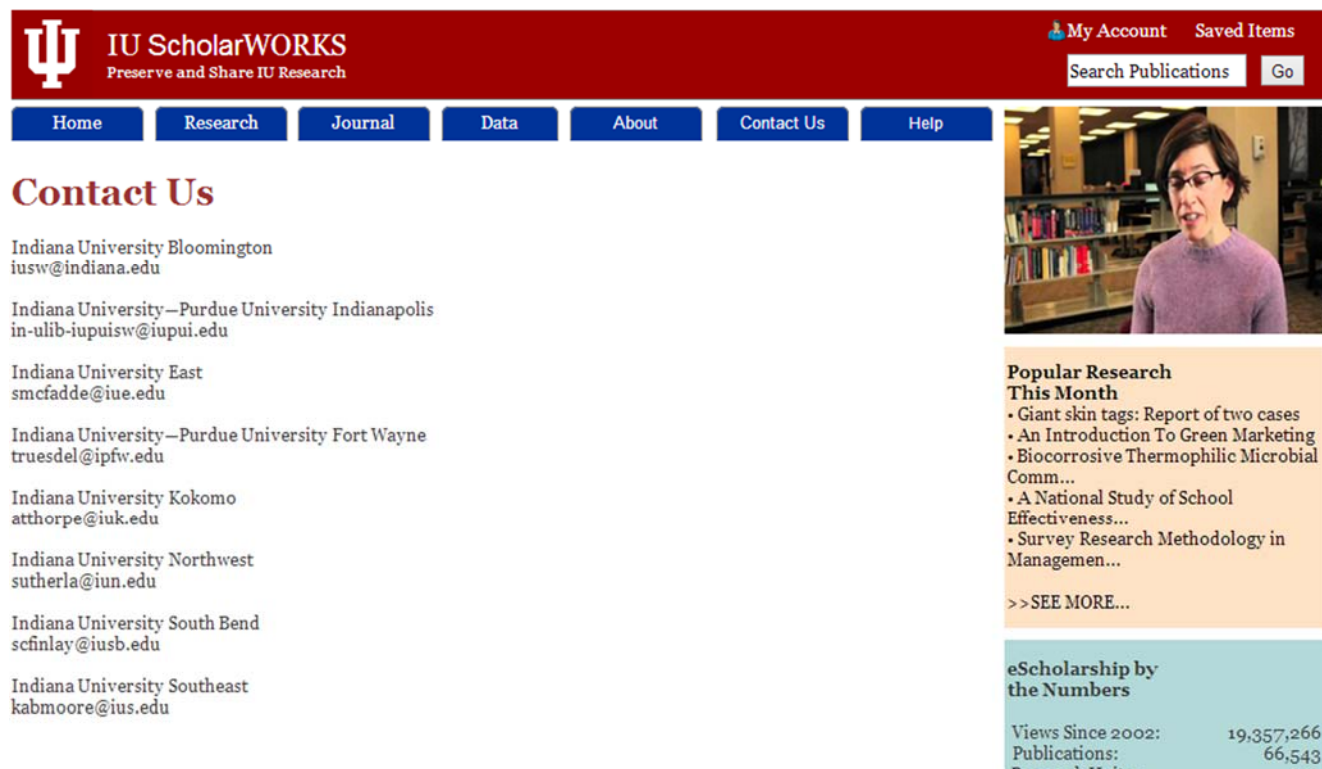 IU ScholarWORKS
Preserve and Share IU Research
My Account Saved Items
Search Publications Go
Home Research Journal Data About Contact Us Help
Contact Us
Indiana University Bloomington
iusw@indiana.edu
Indiana University—Purdue University Indianapolis
in-ulib-iupuisw@iupui.edu
Indiana University East
smcfadde@iue.edu
Indiana University—Purdue University Fort Wayne
truesdel@ipfw.edu
Indiana University Kokomo
atthorpe@iuk.edu
Indiana University Northwest
sutherla@iun.edu
Indiana University South Bend
scfinlay@iusb.edu
Indiana University Southeast
kabmoore@ius.edu
Popular Research
This Month
• Giant skin tags: Report of two cases
• An Introduction To Green Marketing
• Biocorrosive Thermophilic Microbial
Comm...
• A National Study of School
Effectiveness...
• Survey Research Methodology in
Managemen...
>>SEE MORE...
eScholarship by
the Numbers
Views Since 2002: 19,357,266
Publications: 66,543